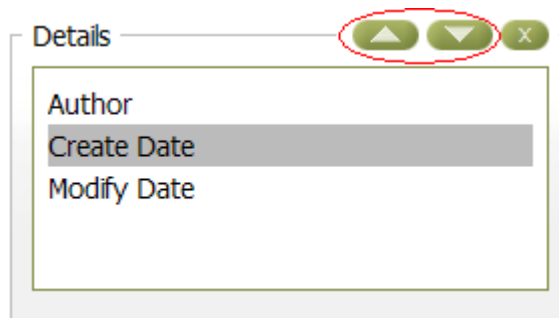 Details
x
Author
Create Date
Modify Date